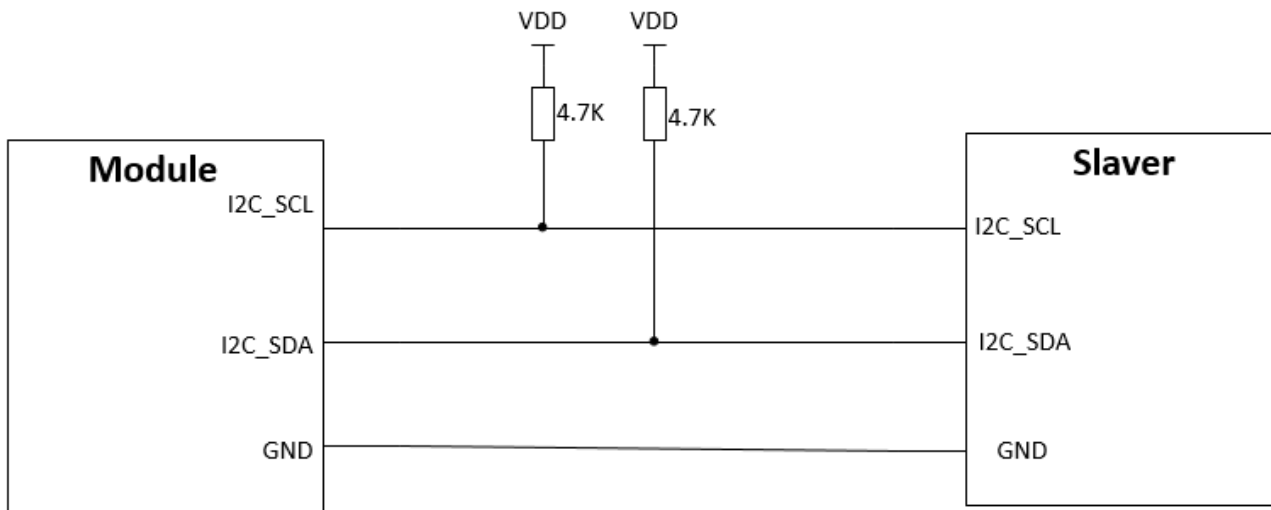 VDD
VDD
4.7K
4.7K
Module
Slaver
I2C_SCL
I2C_SCL
I2C_SDA
I2C_SDA
GND
GND